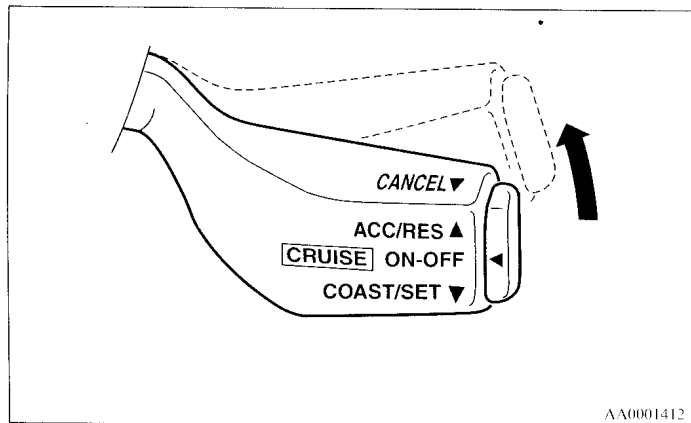 CANCEL ▼
ACC/RES ▲
CRUISE ON-OFF ◄
COAST/SET ▼
AA0001412